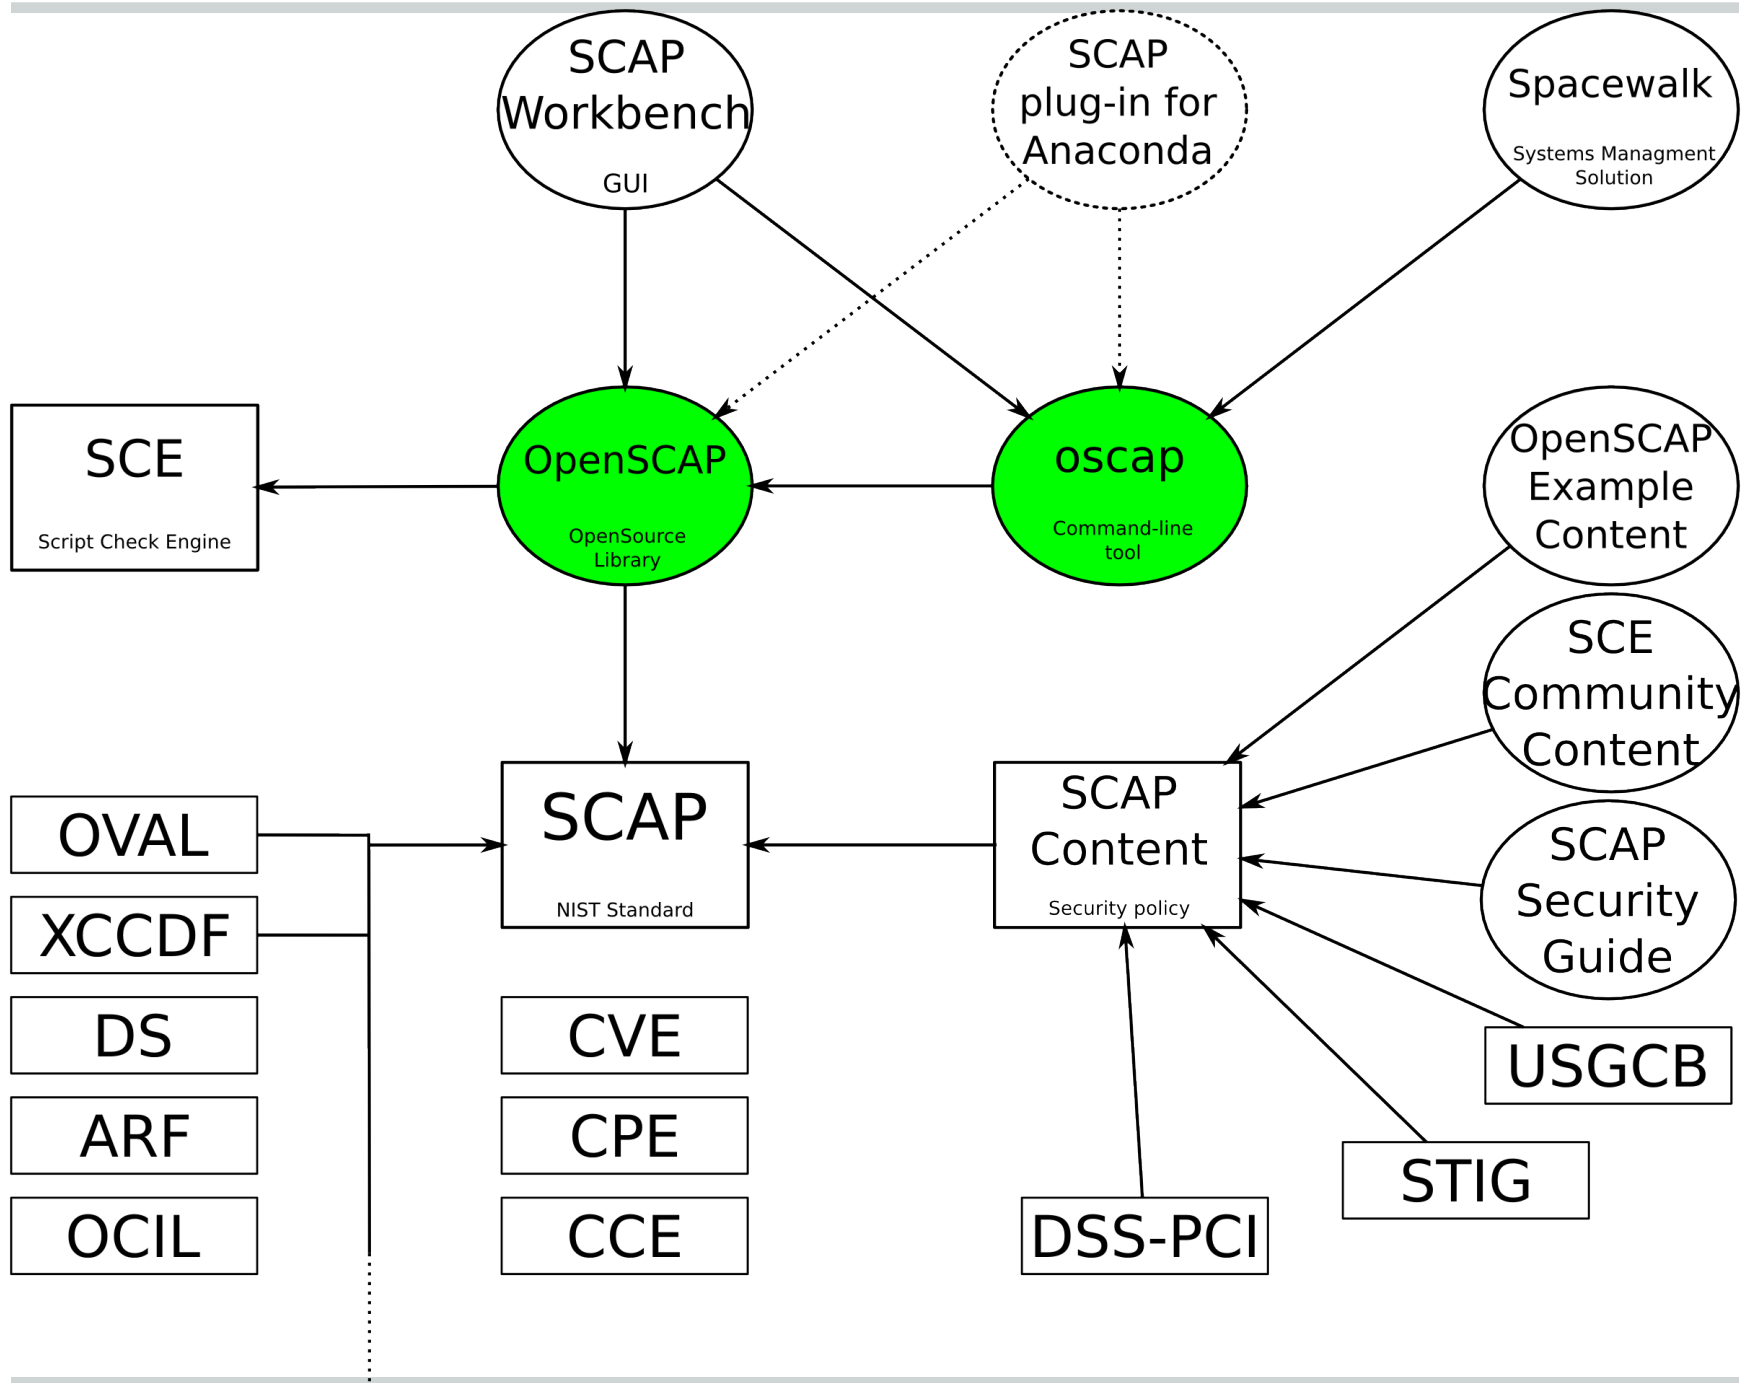 SCAP
Workbench
GUI
SCAP
plug-in for
Anaconda
Spacewalk
Systems Managment
Solution
SCE
Script Check Engine
OpenSCAP
OpenSource
Library
oscap
Command-line
tool
OpenSCAP
Example
Content
SCE
Community
Content
SCAP
Security
Guide
OVAL
XCCDF
DS
ARF
OCIL
SCAP
NIST Standard
CVE
CPE
CCE
SCAP
Content
Security policy
USGCB
STIG
DSS-PCI